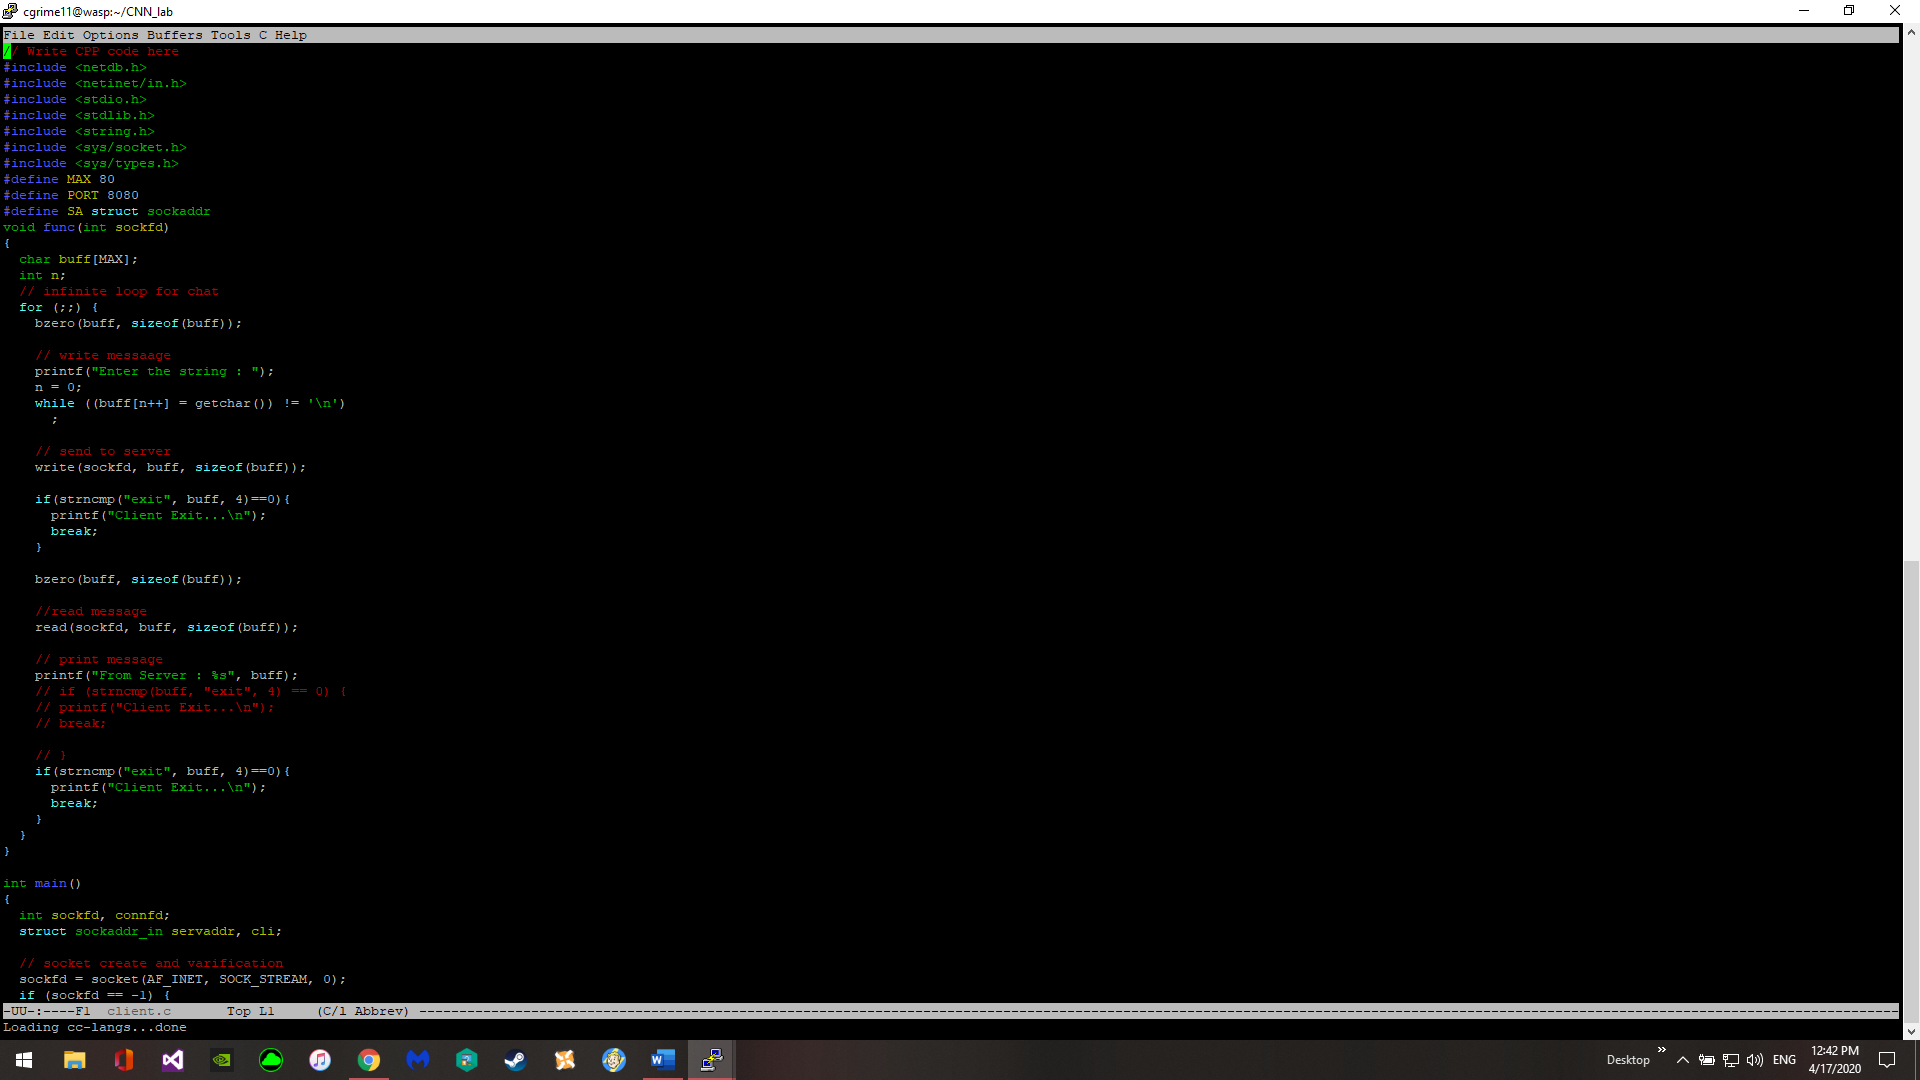 cgrime11@wasp:~/CNN_lab
File Edit Options Buffers Tools C Help
// Write CPP code here
#include <netdb.h>
#include <netinet/in.h>
#include <stdio.h>
#include <stdlib.h>
#include <string.h>
#include <sys/socket.h>
#include <sys/types.h>
#define MAX 80
#define PORT 8080
#define SA struct sockaddr
void func(int sockfd)
{
  char buff[MAX];
  int n;
  // infinite loop for chat
  for (;;) {
    bzero(buff, sizeof(buff));
    // write messaage
    printf("Enter the string : ");
    n = 0;
    while ((buff[n++] = getchar()) != '\n')
      ;
    // send to server
    write(sockfd, buff, sizeof(buff));
    if(strncmp("exit", buff, 4)==0){
      printf("Client Exit...\n");
      break;
    }
    bzero(buff, sizeof(buff));
    //read message
    read(sockfd, buff, sizeof(buff));
    // print message
    printf("From Server : %s", buff);
    // if (strncmp(buff, "exit", 4) == 0) {
    // printf("Client Exit...\n");
    // break;
    // }
    if(strncmp("exit", buff, 4)==0){
      printf("Client Exit...\n");
      break;
    }
  }
}
int main()
{
  int sockfd, connfd;
  struct sockaddr_in servaddr, cli;
  // socket create and varification
  sockfd = socket(AF_INET, SOCK_STREAM, 0);
  if (sockfd == -1) {
-UU-:----F1  client.c       Top L1     (C/l Abbrev) ----------
Loading cc-langs...done
Desktop
ENG
12:42 PM
4/17/2020